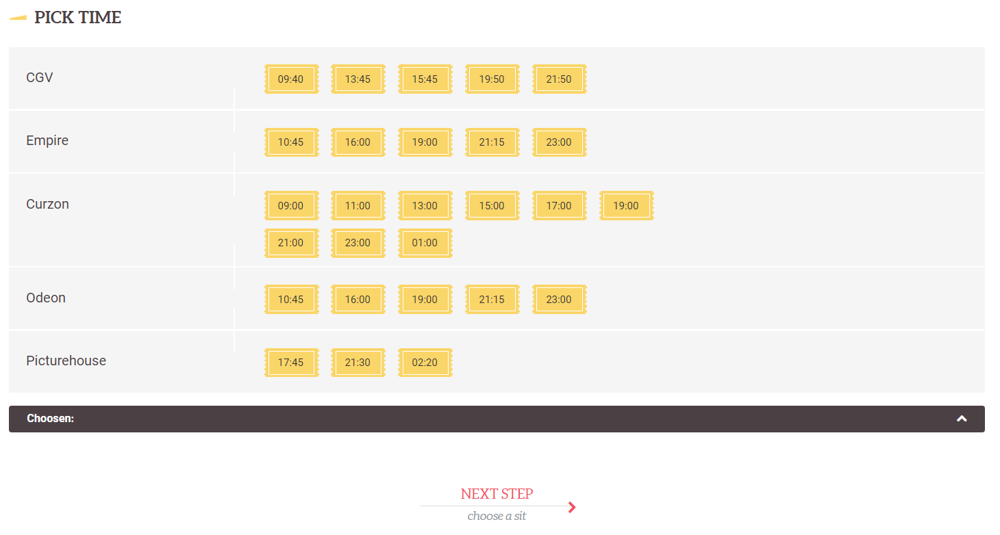 PICK TIME
CGV 09:40 13:45 15:45 19:50 21:50
Empire 10:45 16:00 19:00 21:15 23:00
Curzon 09:00 11:00 13:00 15:00 17:00 19:00
21:00 23:00 01:00
Odeon 10:45 16:00 19:00 21:15 23:00
Picturehouse 17:45 21:30 02:20
Choosen:
NEXT STEP
choose a sit